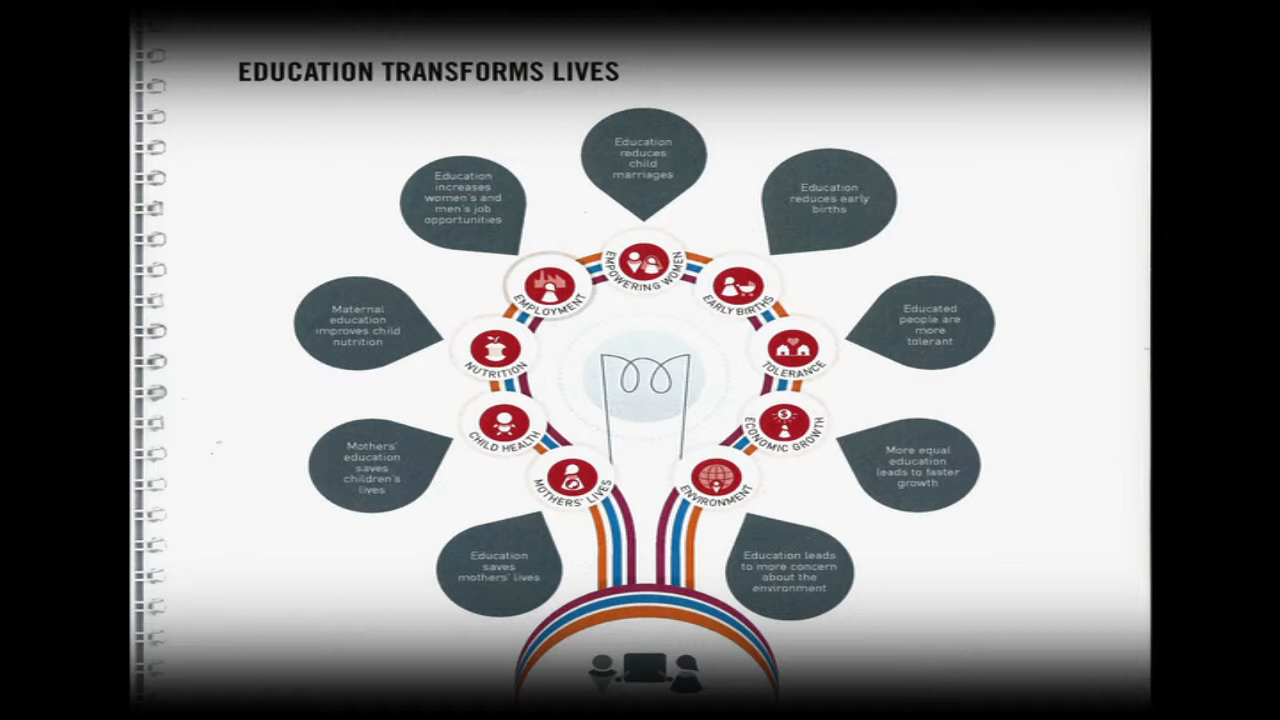 EDUCATION TRANSFORMS LIVES
Education
reduces
child
marriages
Education
increases
women's and
men's job
opportunities
Education
reduces early
births
EMPOWERING WOMEN
EMPLOYMENT
EARLY BIRTHS
Maternal
education
improves child
nutrition
Educated
people are
more
tolerant
NUTRITION
TOLERANCE
CHILD HEALTH
ECONOMIC GROWTH
Mothers'
education
saves
children's
lives
More equal
education
leads to faster
growth
MOTHERS' LIVES
ENVIRONMENT
Education
saves
mothers' lives
Education leads
to more concern
about the
environment